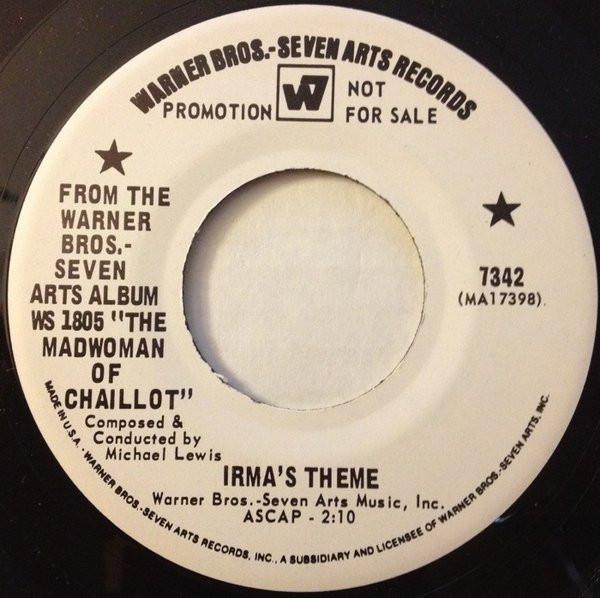 WARNER BROS.-SEVEN ARTS RECORDS
PROMOTION W7 NOT FOR SALE
FROM THE
WARNER
BROS.-
SEVEN
ARTS ALBUM
WS 1805 "THE
MADWOMAN
OF
CHAILLOT"
Composed &
Conducted by
Michael Lewis
7342
(MA17398).
IRMA'S THEME
Warner Bros.-Seven Arts Music, Inc.
ASCAP - 2:10
MADE IN U.S.A. · WARNER BROS.-SEVEN ARTS RECORDS, INC., A SUBSIDIARY AND LICENSEE OF WARNER BROS.-SEVEN ARTS, INC.